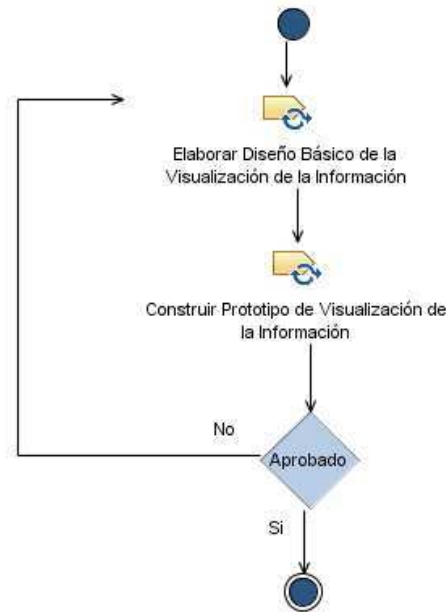 Elaborar Diseño Básico de la
Visualización de la Información
Construir Prototipo de Visualización de
la Información
No
Aprobado
Si